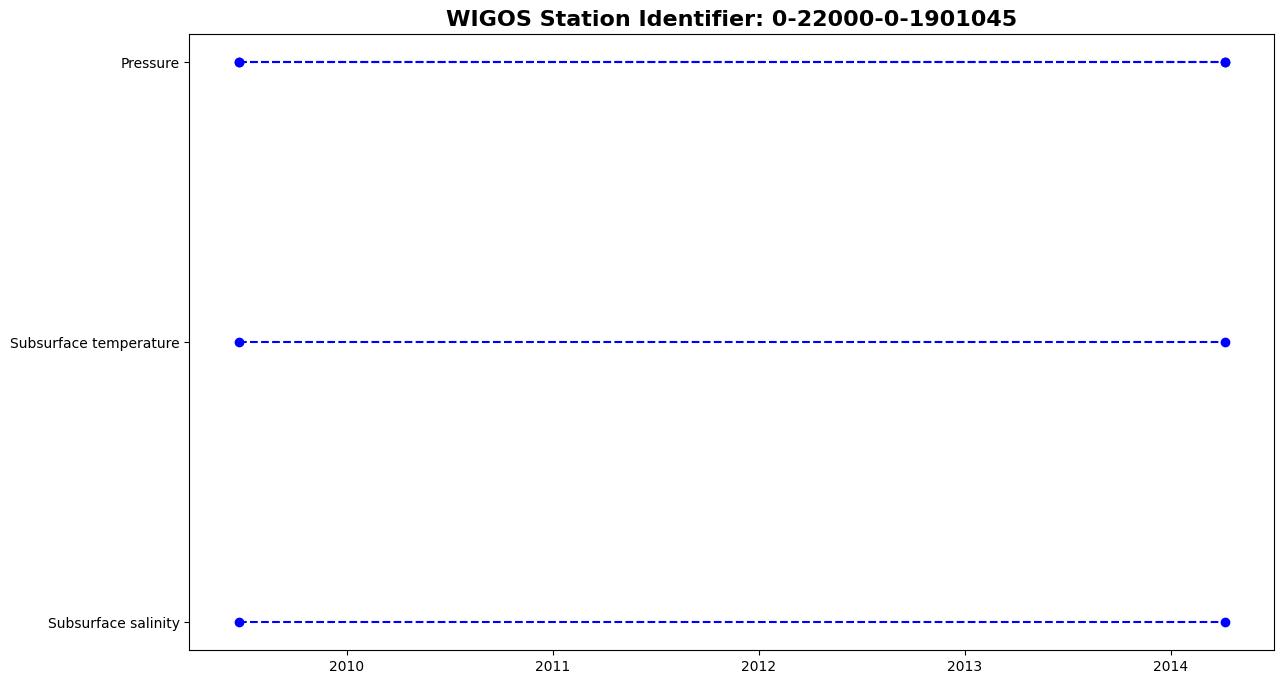 WIGOS Station Identifier: 0-22000-0-1901045
Pressure
Subsurface temperature
Subsurface salinity
2010 2011 2012 2013 2014